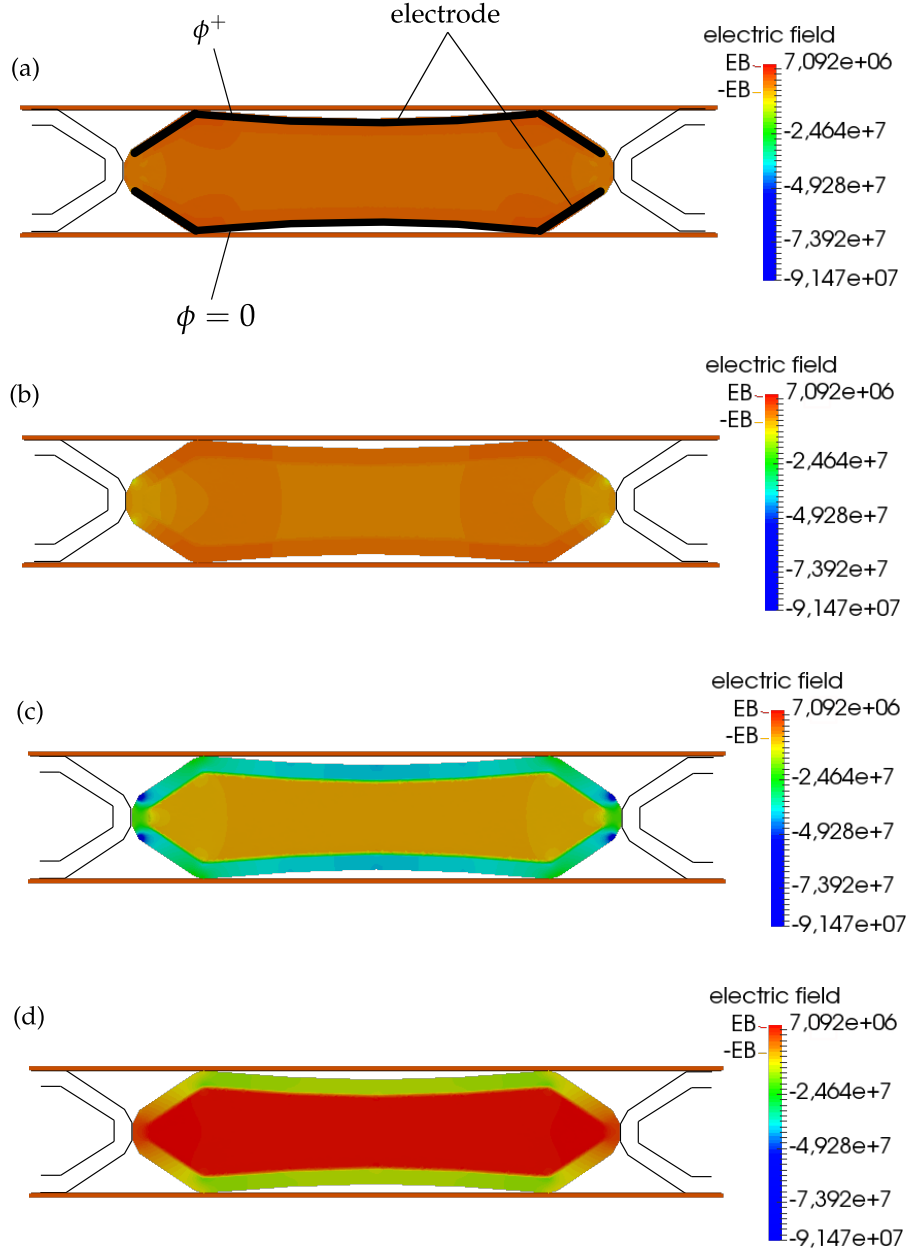 electrode
ϕ⁺
electric field
(a)
EB
7,092e+06
-EB
-2,464e+7
-4,928e+7
-7,392e+7
-9,147e+07
ϕ = 0
electric field
(b)
EB
7,092e+06
-EB
-2,464e+7
-4,928e+7
-7,392e+7
-9,147e+07
electric field
(c)
EB
7,092e+06
-EB
-2,464e+7
-4,928e+7
-7,392e+7
-9,147e+07
electric field
(d)
EB
7,092e+06
-EB
-2,464e+7
-4,928e+7
-7,392e+7
-9,147e+07